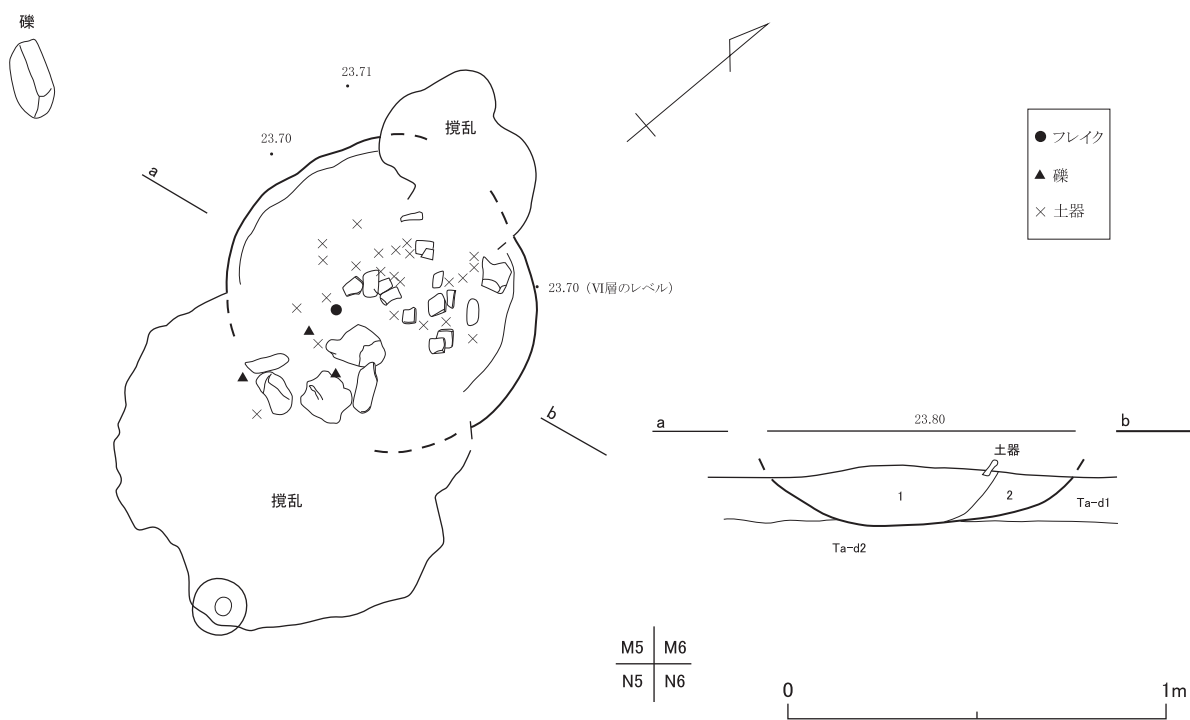 礫
23.71
23.70
撹乱
a
フレイク
礫
土器
23.70（Ⅵ層のレベル）
b
撹乱
a
23.80
b
土器
1
2
Ta-d1
Ta-d2
M5 M6
N5 N6
0 1m